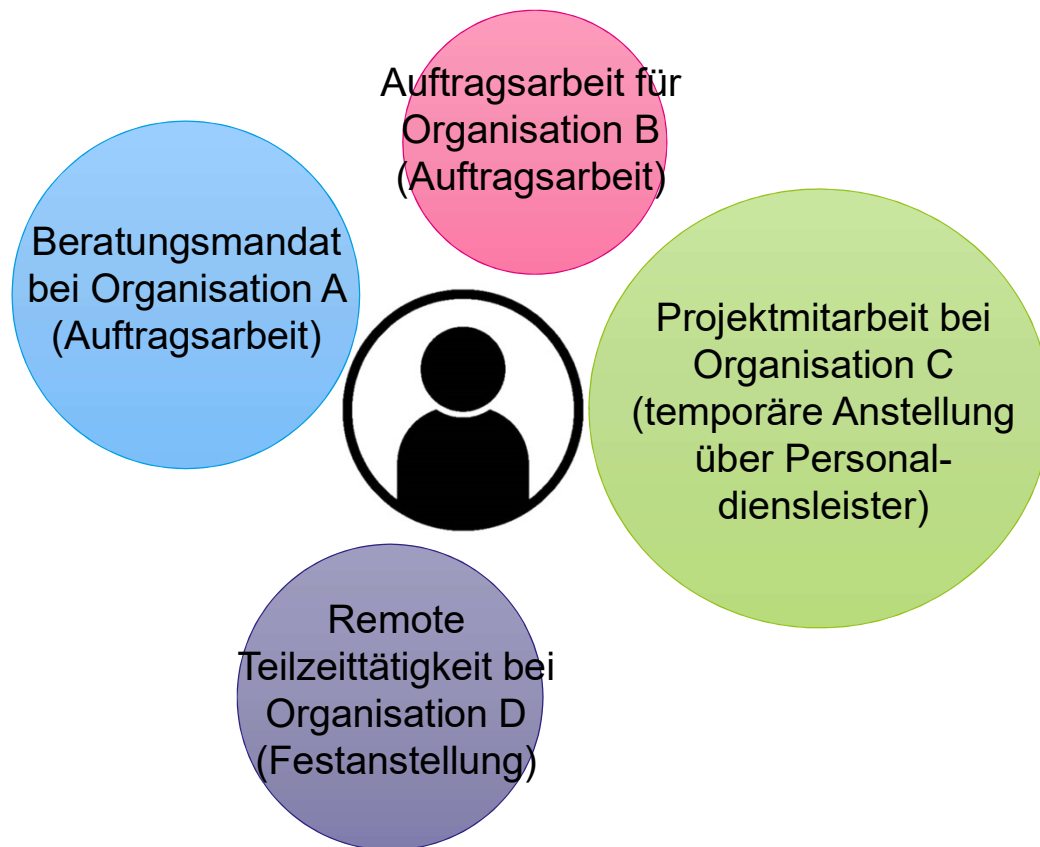 Auftragsarbeit für
Organisation B
(Auftragsarbeit)
Beratungsmandat
bei Organisation A
(Auftragsarbeit)
Projektmitarbeit bei
Organisation C
(temporäre Anstellung
über Personal-
diensleister)
Remote
Teilzeittätigkeit bei
Organisation D
(Festanstellung)